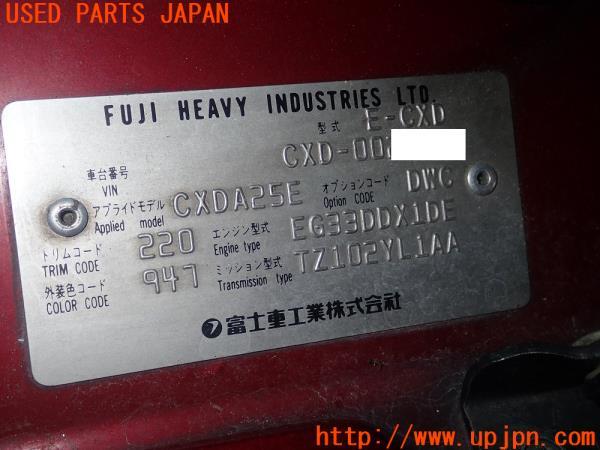 USED PARTS JAPAN
FUJI HEAVY INDUSTRIES LTD.
型式 E-CXD
車台番号 VIN CXD-00
アプライドモデル Applied model CXDA25E オプションコード Option CODE DWC
トリムコード TRIM CODE 220 エンジン型式 Engine type EG33DDX1DE
外装色コード COLOR CODE 947 ミッション型式 Transmission type TZ102YL1AA
富士重工業株式会社
http://www.upjpn.com